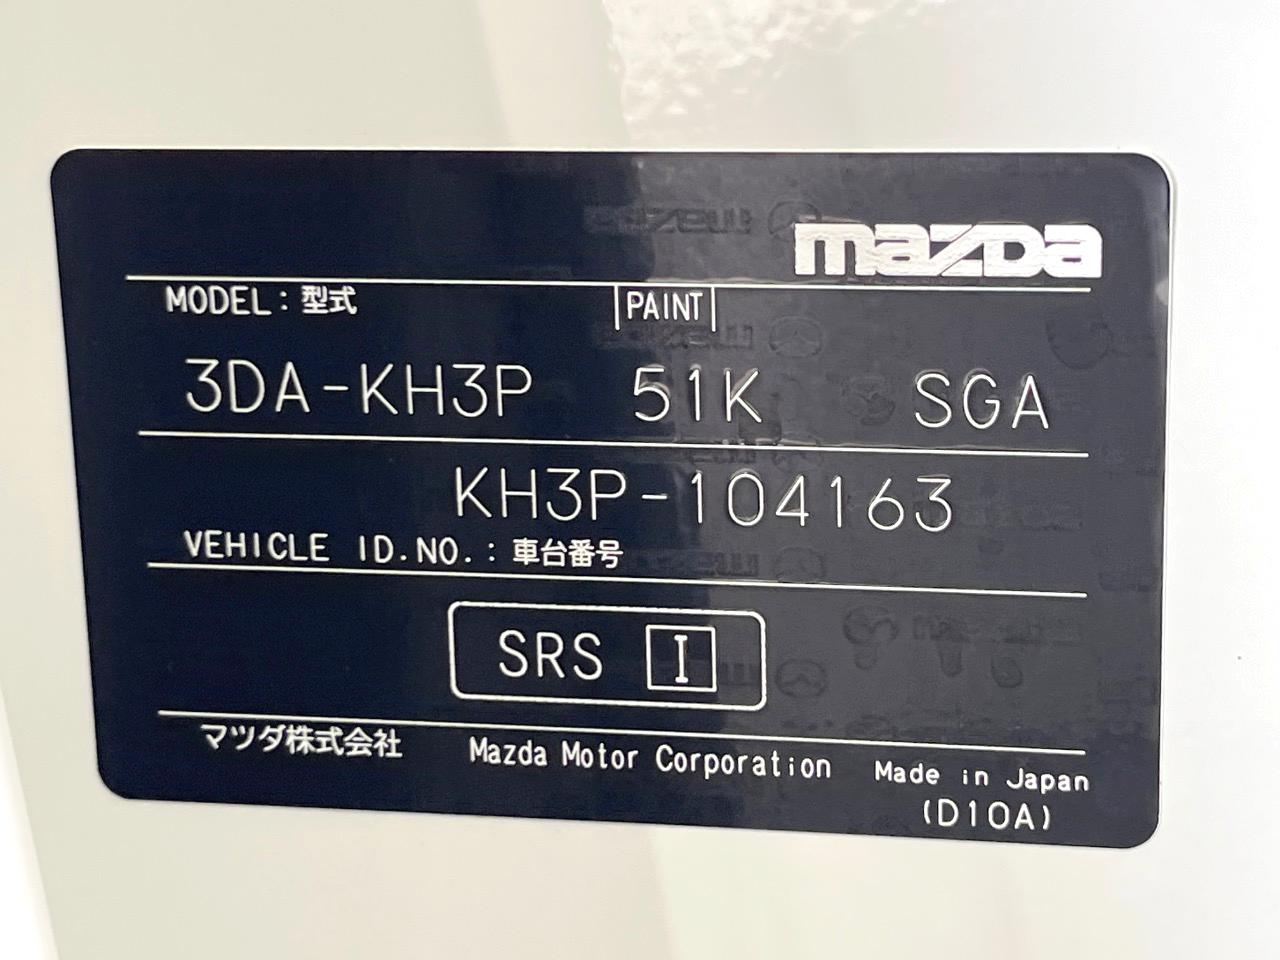 mazda
MODEL：型式 PAINT
3DA-KH3P 51K SGA
KH3P-104163
VEHICLE ID.NO.：車台番号
SRS I
マツダ株式会社 Mazda Motor Corporation Made in Japan
(D10A)